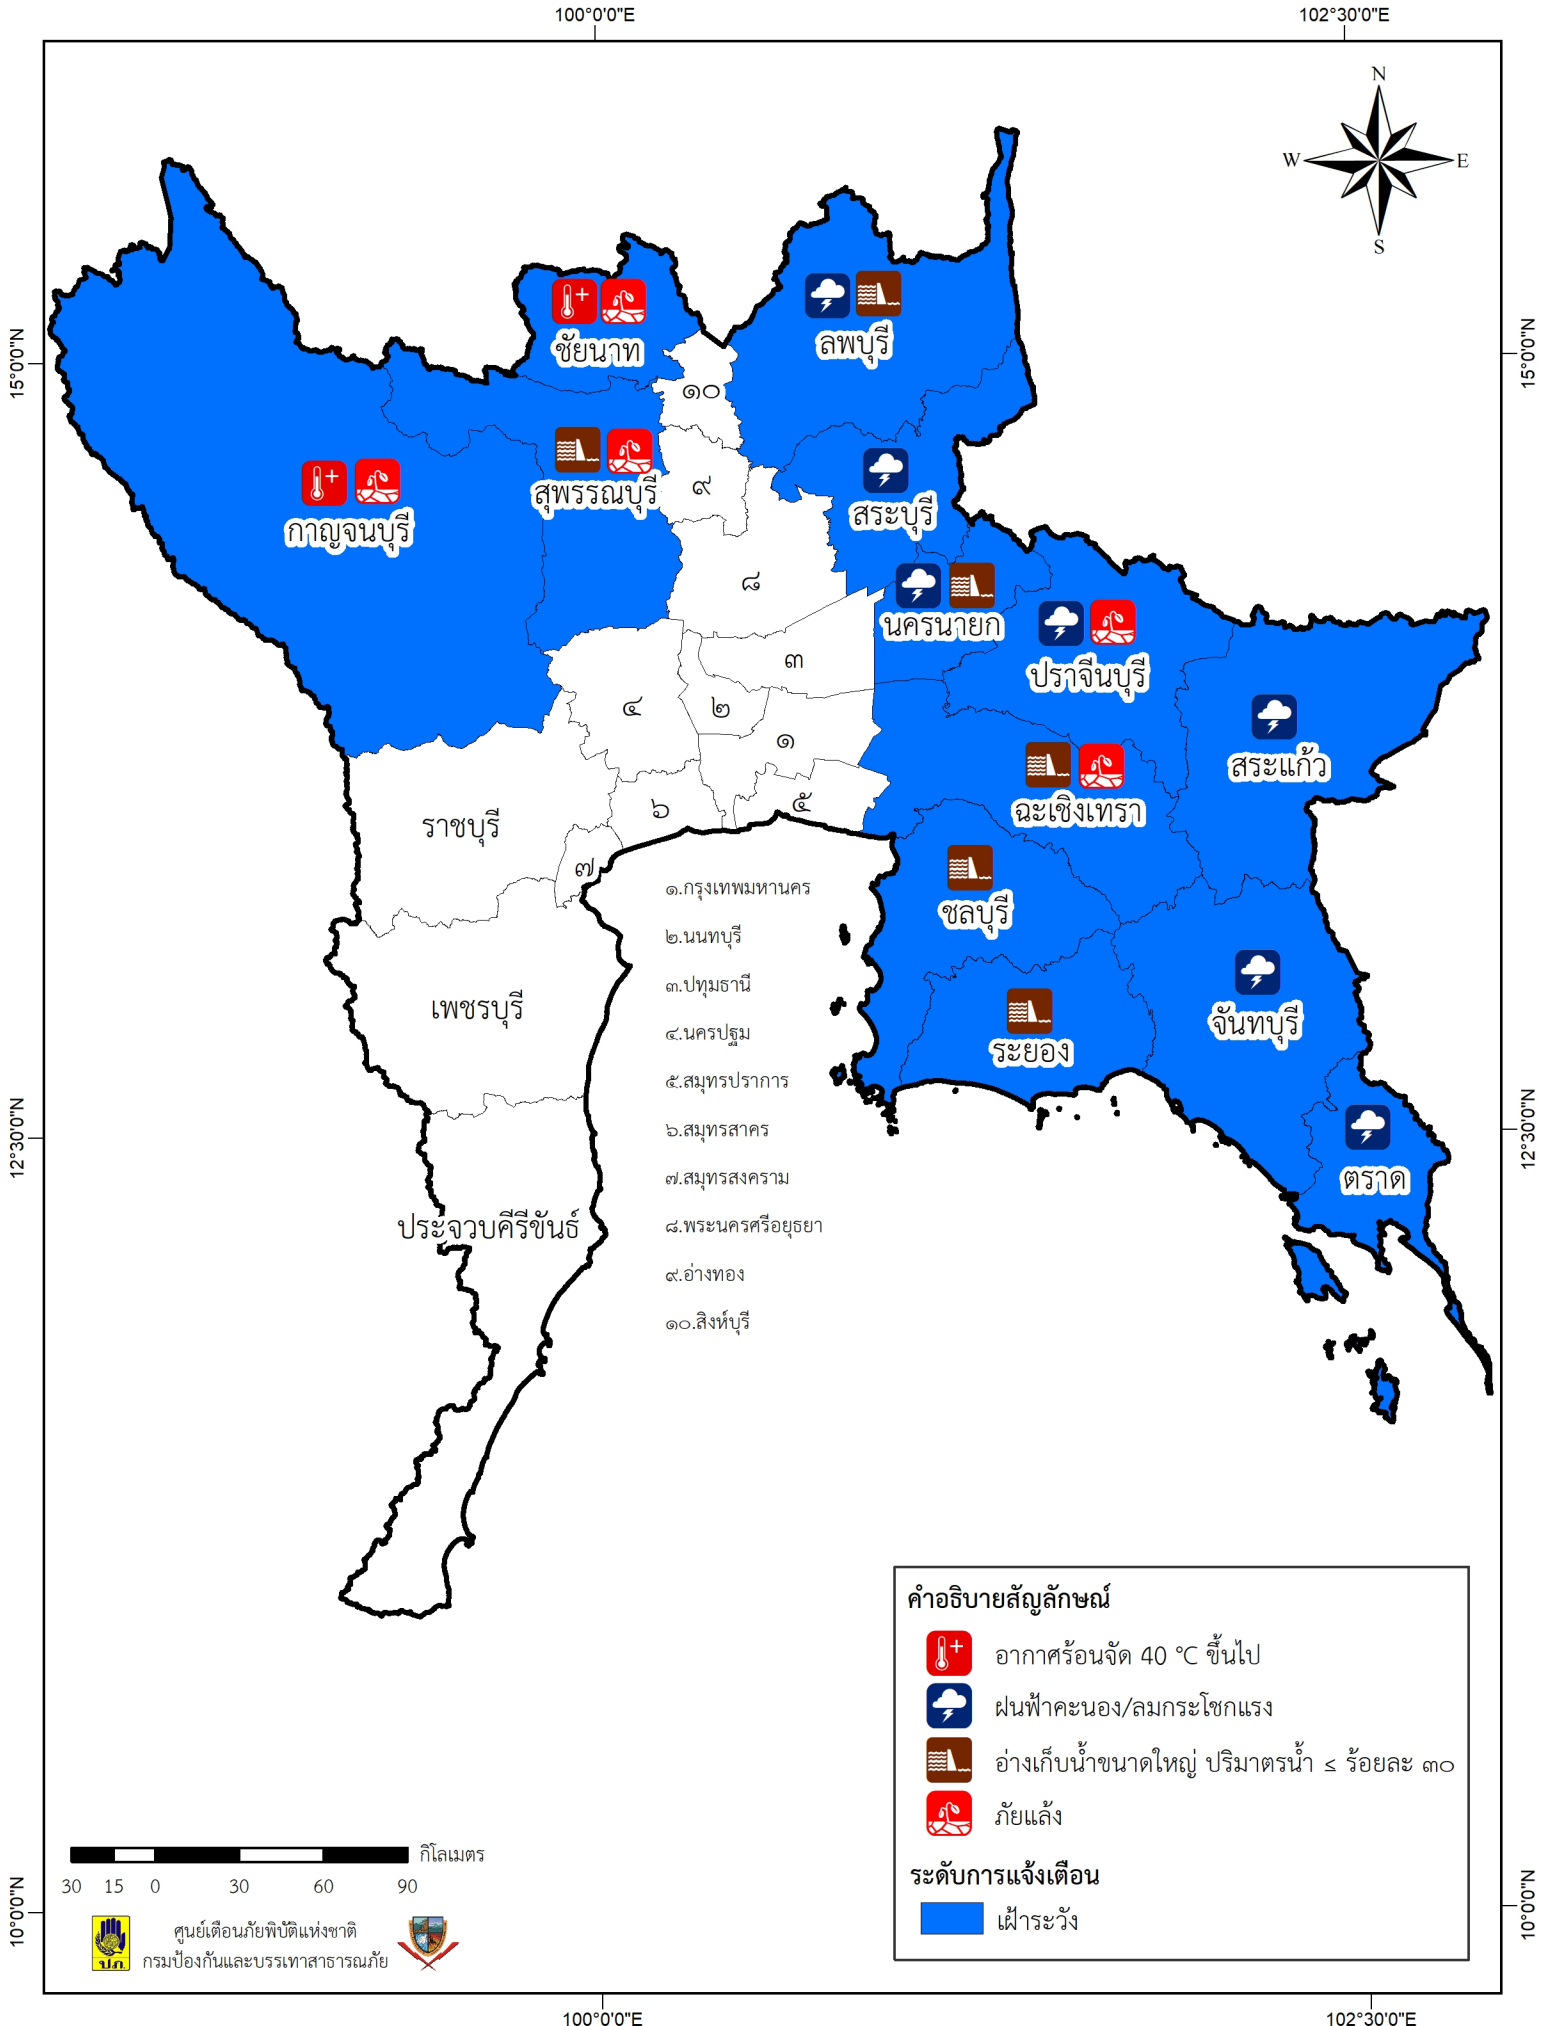 100°0'0"E
102°30'0"E
N
W
E
S
15°0'0"N
15°0'0"N
ชัยนาท
ลพบุรี
๑๐
สุพรรณบุรี
๙
สระบุรี
กาญจนบุรี
๘
นครนายก
๓
ปราจีนบุรี
๔
๒
๑
สระแก้ว
๕
๖
ฉะเชิงเทรา
ราชบุรี
๗
ชลบุรี
เพชรบุรี
จันทบุรี
ระยอง
ตราด
ประจวบคีรีขันธ์
๑.กรุงเทพมหานคร
๒.นนทบุรี
๓.ปทุมธานี
๔.นครปฐม
๕.สมุทรปราการ
๖.สมุทรสาคร
๗.สมุทรสงคราม
๘.พระนครศรีอยุธยา
๙.อ่างทอง
๑๐.สิงห์บุรี
12°30'0"N
12°30'0"N
คำอธิบายสัญลักษณ์
อากาศร้อนจัด 40 °C ขึ้นไป
ฝนฟ้าคะนอง/ลมกระโชกแรง
อ่างเก็บน้ำขนาดใหญ่ ปริมาตรน้ำ ≤ ร้อยละ ๓๐
ภัยแล้ง
ระดับการแจ้งเตือน
เฝ้าระวัง
กิโลเมตร
30 15 0 30 60 90
ศูนย์เตือนภัยพิบัติแห่งชาติ
กรมป้องกันและบรรเทาสาธารณภัย
ปภ.
10°0'0"N
10°0'0"N
100°0'0"E
102°30'0"E